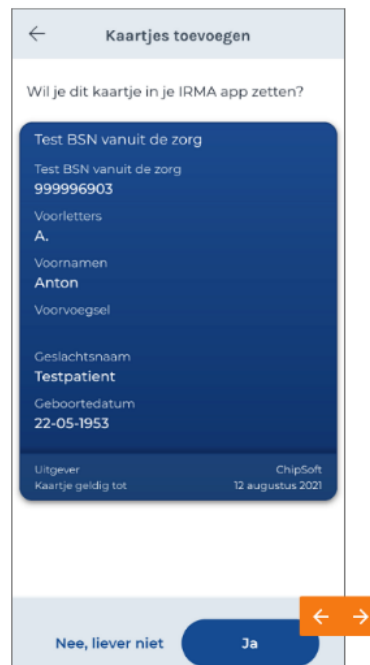 Kaartjes toevoegen
Wil je dit kaartje in je IRMA app zetten?
Test BSN vanuit de zorg
Test BSN vanuit de zorg
999996903
Voorletters
A.
Voornamen
Anton
Voorvoegsel
Geslachtsnaam
Testpatient
Geboortedatum
22-05-1953
Uitgever ChipSoft
Kaartje geldig tot 12 augustus 2021
Nee, liever niet Ja